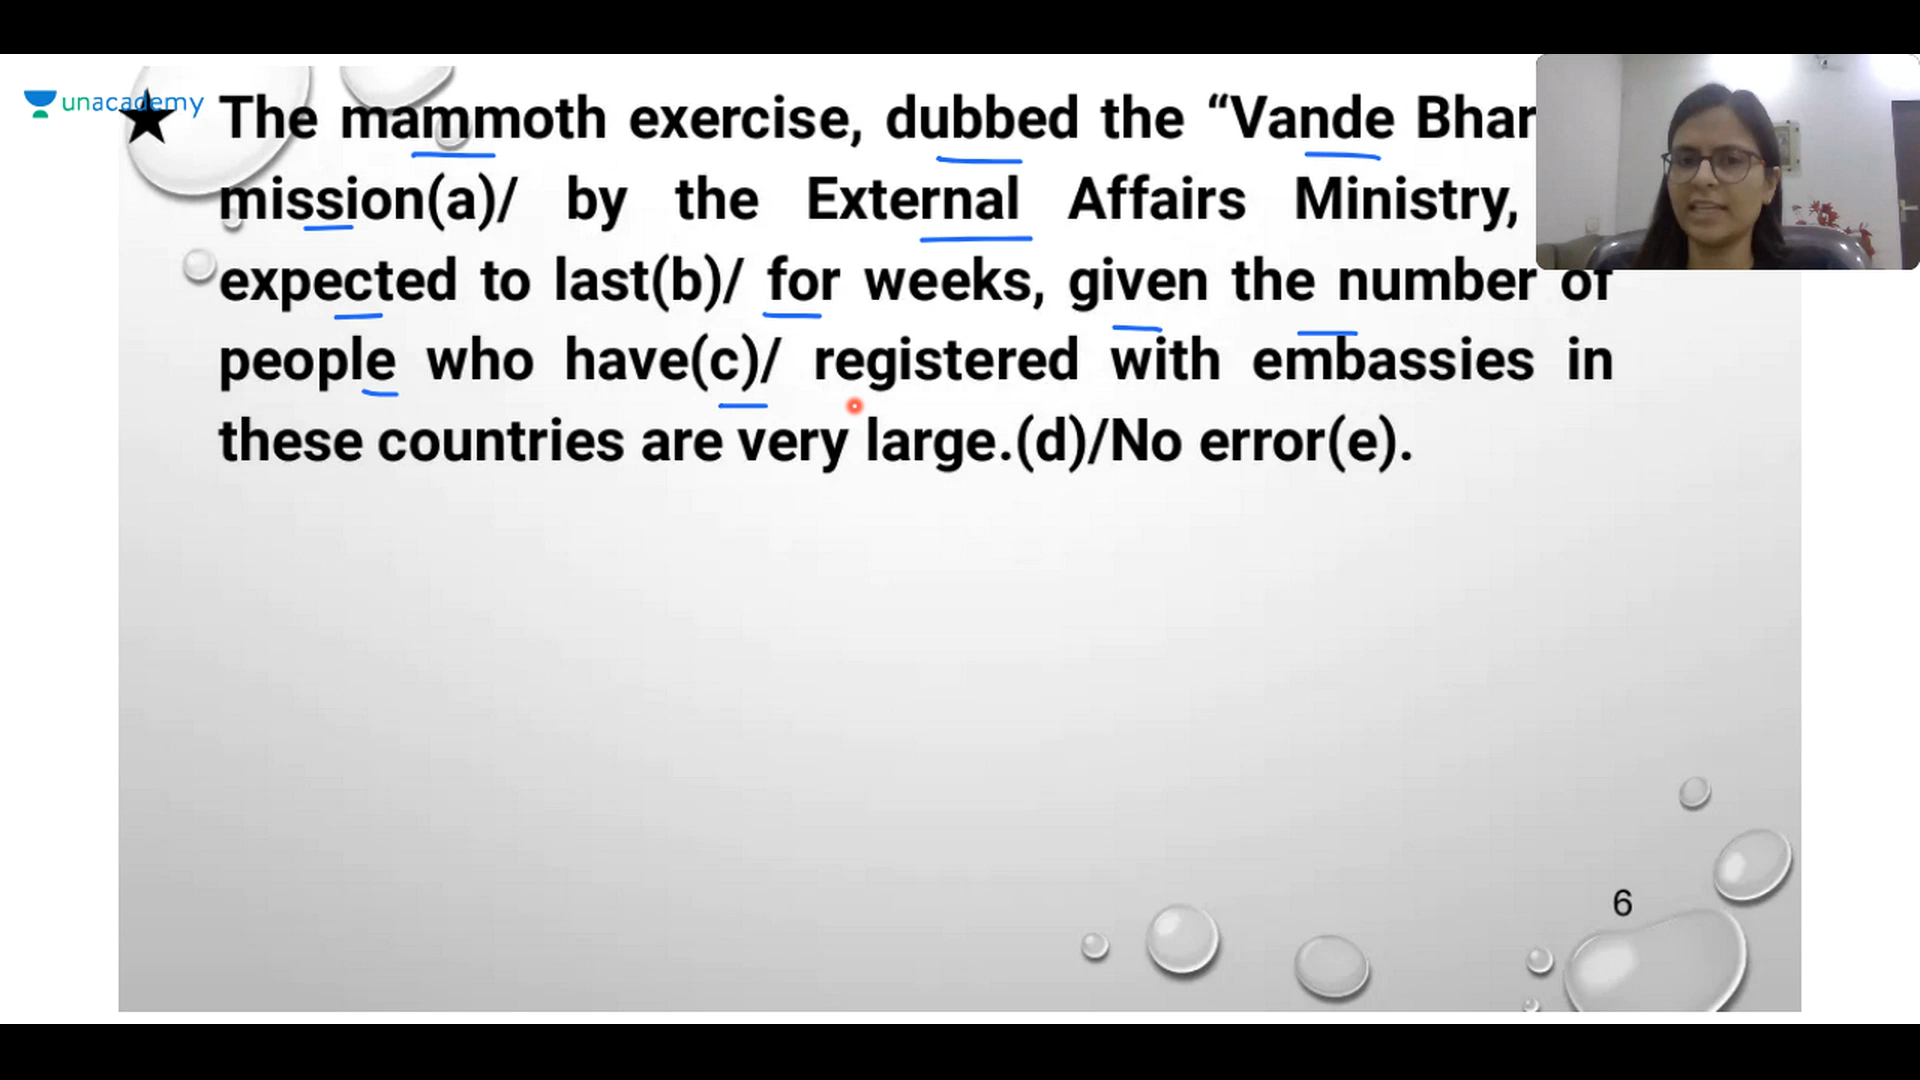 unacademy
★ The mammoth exercise, dubbed the “Vande Bhar
mission(a)/ by the External Affairs Ministry,
expected to last(b)/ for weeks, given the number of
people who have(c)/ registered with embassies in
these countries are very large.(d)/No error(e).
6